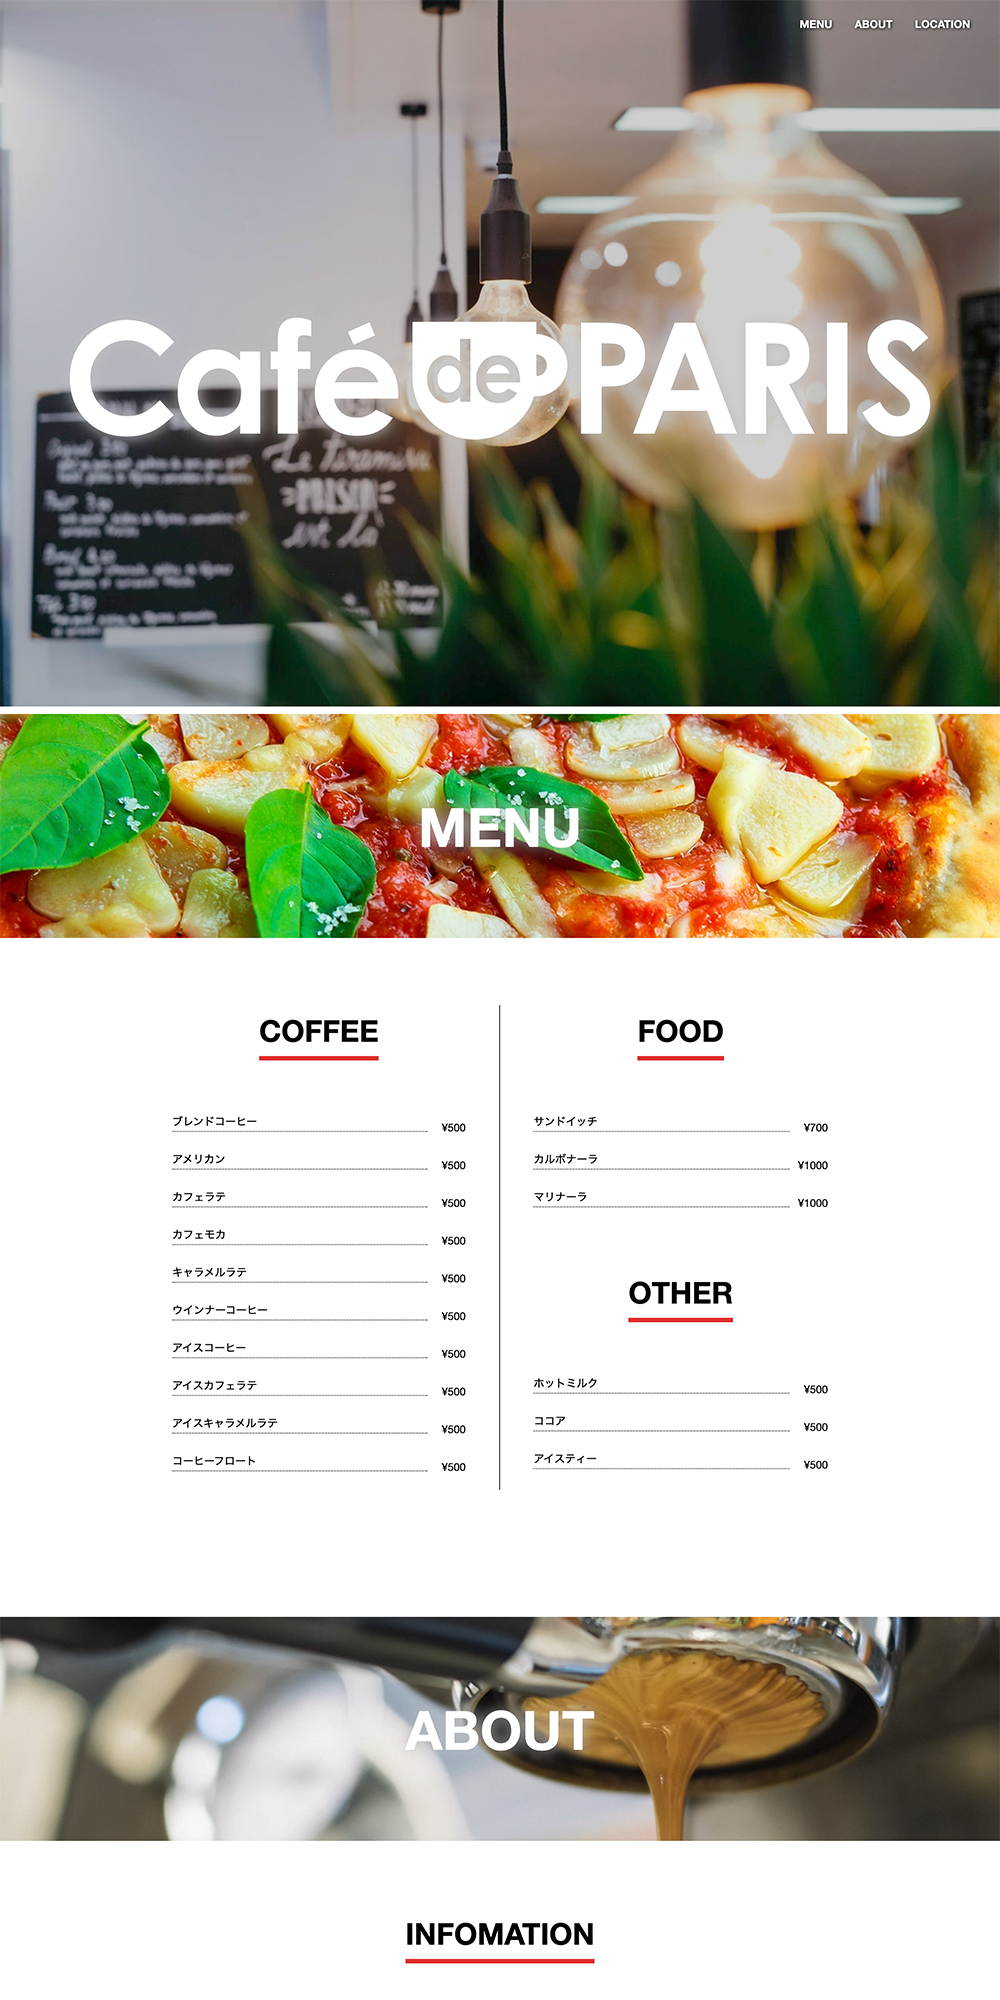 MENU ABOUT LOCATION
Café de PARIS
Le tiramisu
est là
MENU
COFFEE
ブレンドコーヒー ¥500
アメリカン ¥500
カフェラテ ¥500
カフェモカ ¥500
キャラメルラテ ¥500
ウインナーコーヒー ¥500
アイスコーヒー ¥500
アイスカフェラテ ¥500
アイスキャラメルラテ ¥500
コーヒーフロート ¥500
FOOD
サンドイッチ ¥700
カルボナーラ ¥1000
マリナーラ ¥1000
OTHER
ホットミルク ¥500
ココア ¥500
アイスティー ¥500
ABOUT
INFOMATION